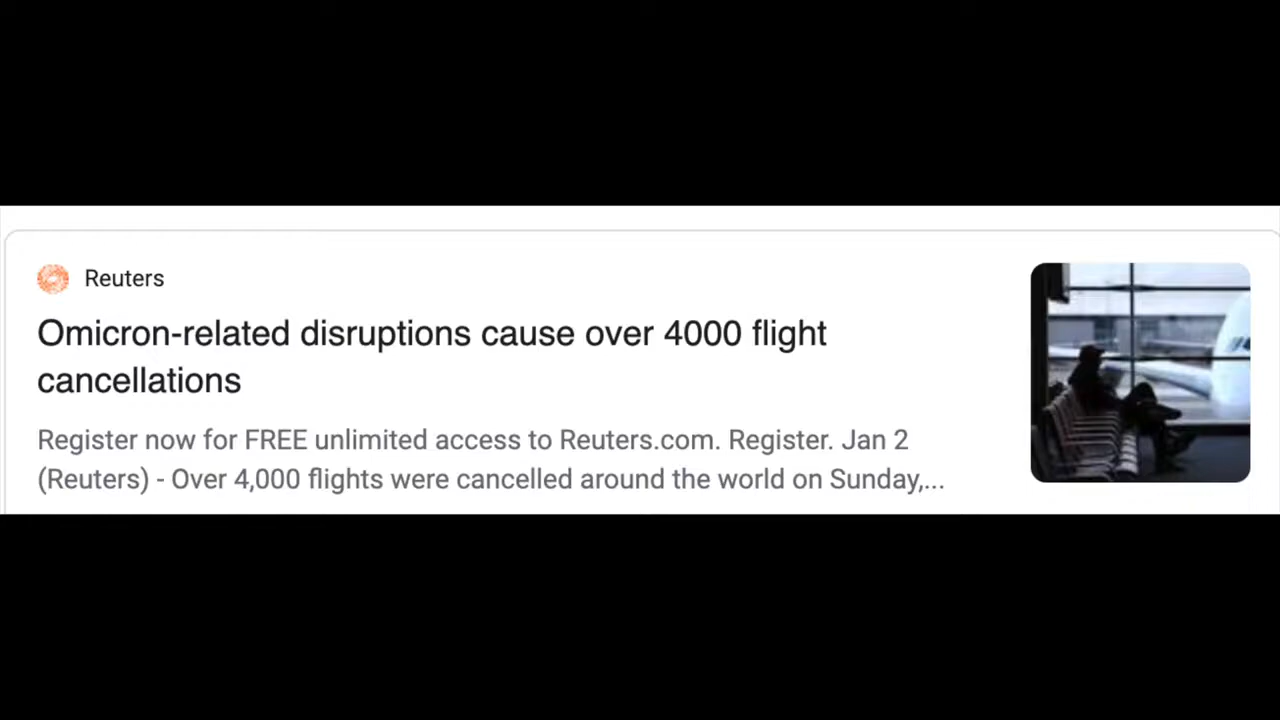 Reuters
Omicron-related disruptions cause over 4000 flight
cancellations
Register now for FREE unlimited access to Reuters.com. Register. Jan 2
(Reuters) - Over 4,000 flights were cancelled around the world on Sunday,...